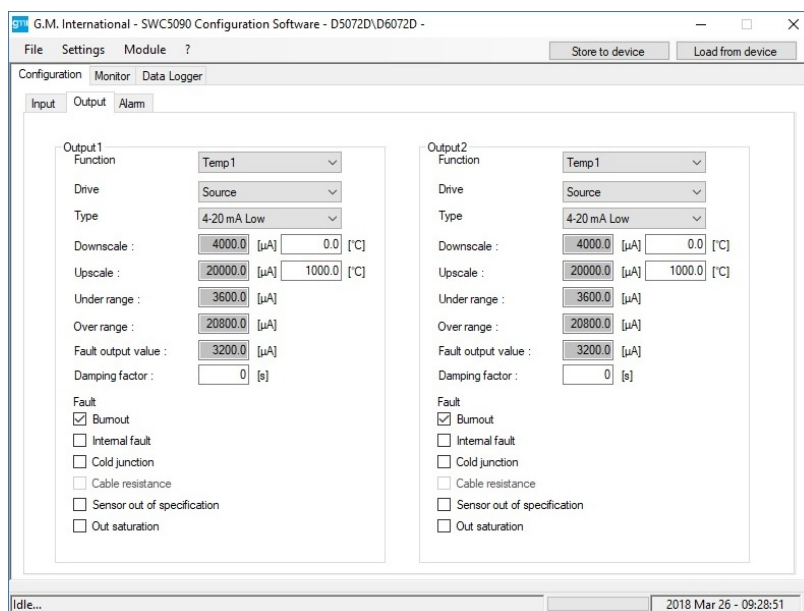 gmi G.M. International - SWC5090 Configuration Software - D5072D\D6072D -
File Settings Module ? Store to device Load from device
Configuration Monitor Data Logger
Input Output Alarm
Output1
Function Temp1
Drive Source
Type 4-20 mA Low
Downscale : 4000.0 [µA] 0.0 [°C]
Upscale : 20000.0 [µA] 1000.0 [°C]
Under range : 3600.0 [µA]
Over range : 20800.0 [µA]
Fault output value : 3200.0 [µA]
Damping factor : 0 [s]
Fault
Burnout
Internal fault
Cold junction
Cable resistance
Sensor out of specification
Out saturation
Output2
Function Temp1
Drive Source
Type 4-20 mA Low
Downscale : 4000.0 [µA] 0.0 [°C]
Upscale : 20000.0 [µA] 1000.0 [°C]
Under range : 3600.0 [µA]
Over range : 20800.0 [µA]
Fault output value : 3200.0 [µA]
Damping factor : 0 [s]
Fault
Burnout
Internal fault
Cold junction
Cable resistance
Sensor out of specification
Out saturation
Idle... 2018 Mar 26 - 09:28:51